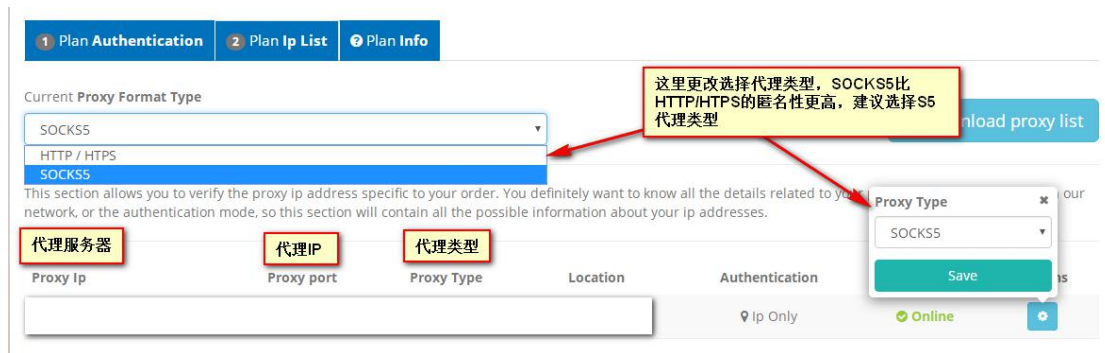 1 Plan Authentication 2 Plan Ip List ? Plan Info
这里更改选择代理类型，SOCKS5比
HTTP/HTPS的匿名性更高，建议选择S5
代理类型
Current Proxy Format Type
SOCKS5
nload proxy list
HTTP / HTPS
SOCKS5
This section allows you to verify the proxy ip address specific to your order. You definitely want to know all the details related to yo
our
network, or the authentication mode, so this section will contain all the possible information about your ip addresses.
Proxy Type ×
SOCKS5
Save
代理服务器 代理IP 代理类型
Proxy Ip Proxy port Proxy Type Location Authentication ns
Ip Only Online